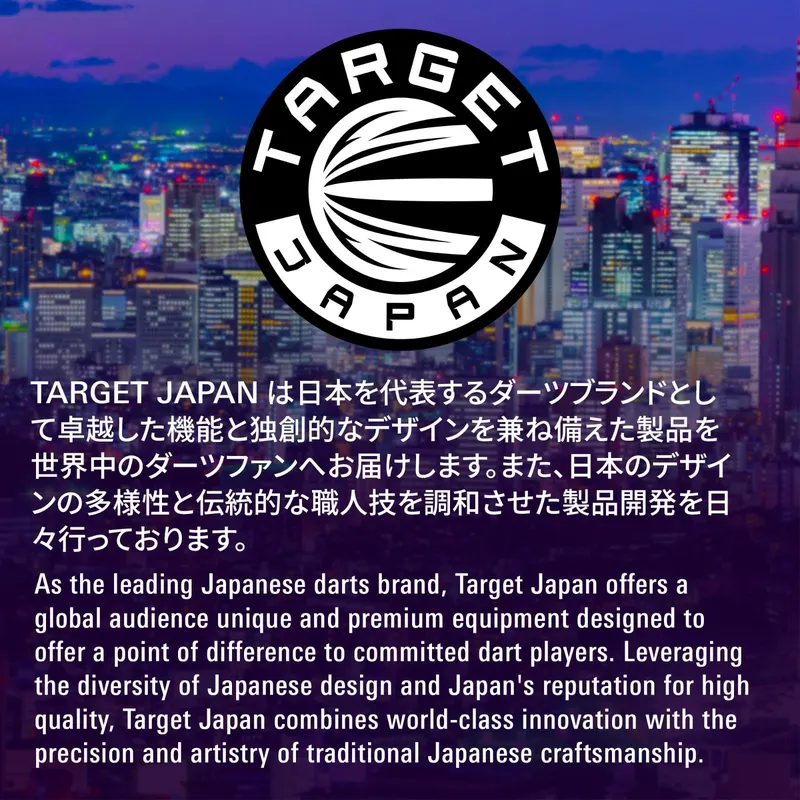 TARGET
JAPAN
TARGET JAPAN は日本を代表するダーツブランドとし
て卓越した機能と独創的なデザインを兼ね備えた製品を
世界中のダーツファンへお届けします。また、日本のデザイ
ンの多様性と伝統的な職人技を調和させた製品開発を日
々行っております。
As the leading Japanese darts brand, Target Japan offers a
global audience unique and premium equipment designed to
offer a point of difference to committed dart players. Leveraging
the diversity of Japanese design and Japan's reputation for high
quality, Target Japan combines world-class innovation with the
precision and artistry of traditional Japanese craftsmanship.